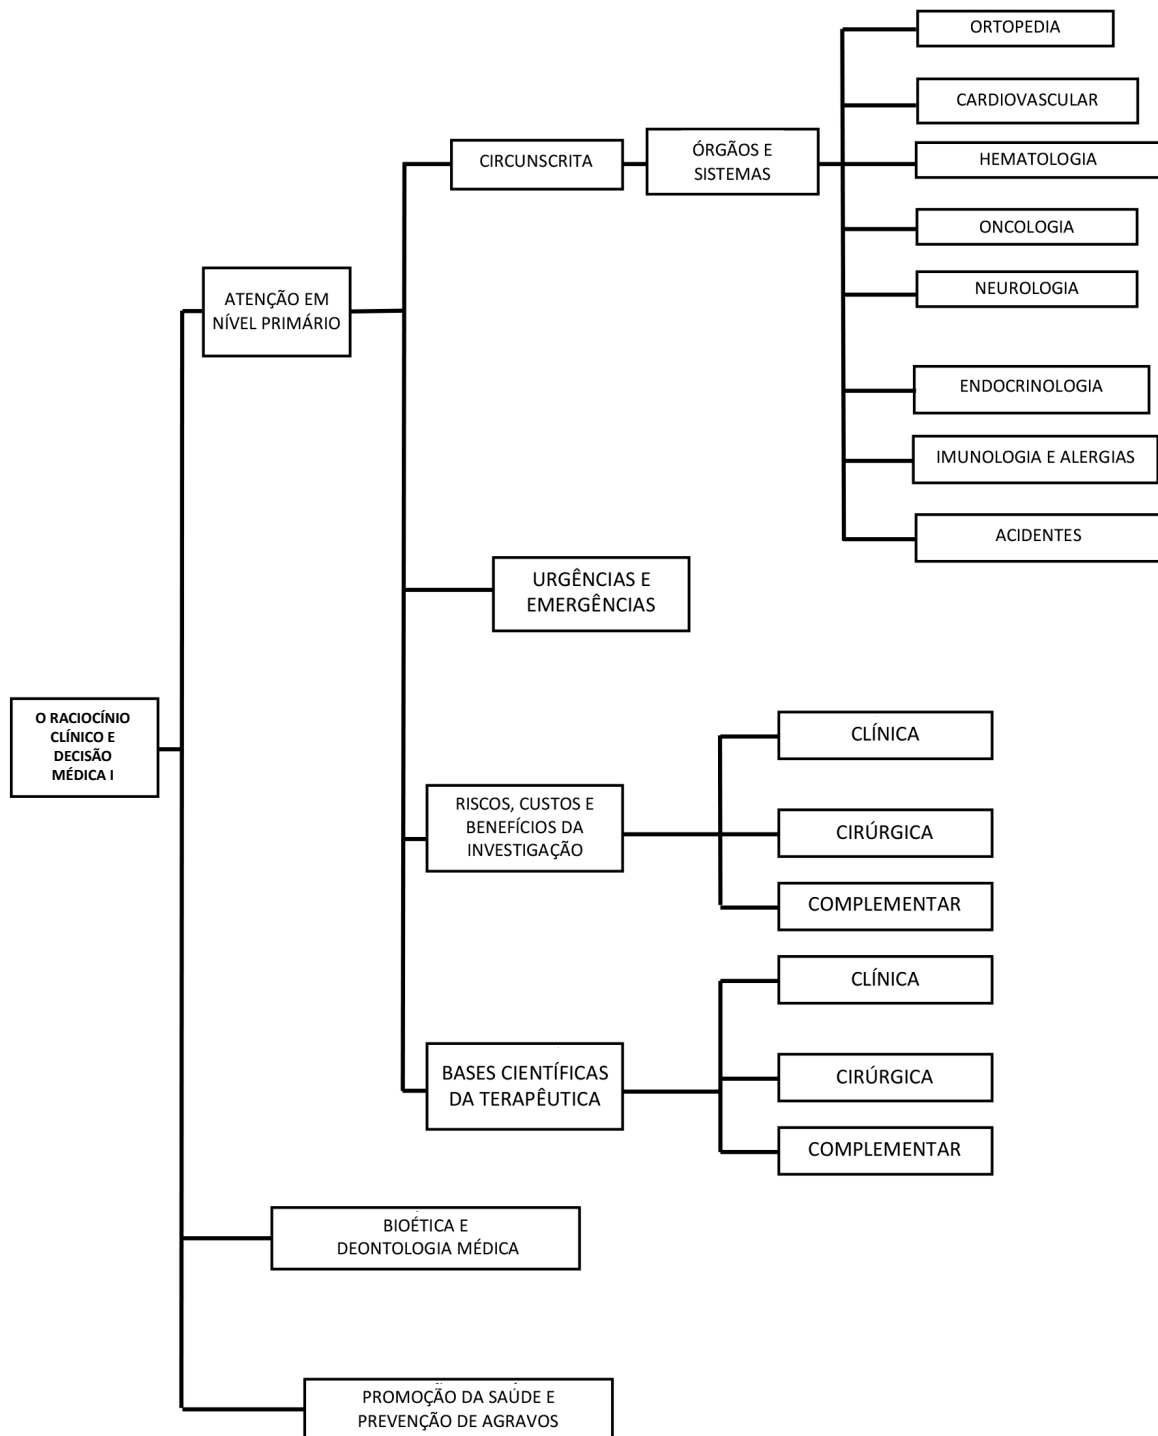 ORTOPEDIA
CARDIOVASCULAR
CIRCUNSCRITA
ÓRGÃOS E
SISTEMAS
HEMATOLOGIA
ONCOLOGIA
NEUROLOGIA
ATENÇÃO EM
NÍVEL PRIMÁRIO
ENDOCRINOLOGIA
IMUNOLOGIA E ALERGIAS
ACIDENTES
URGÊNCIAS E
EMERGÊNCIAS
O RACIOCÍNIO
CLÍNICO E
DECISÃO
MÉDICA I
RISCOS, CUSTOS E
BENEFÍCIOS DA
INVESTIGAÇÃO
CLÍNICA
CIRÚRGICA
COMPLEMENTAR
BASES CIENTÍFICAS
DA TERAPÊUTICA
CLÍNICA
CIRÚRGICA
COMPLEMENTAR
BIOÉTICA E
DEONTOLOGIA MÉDICA
PROMOÇÃO DA SAÚDE E
PREVENÇÃO DE AGRAVOS